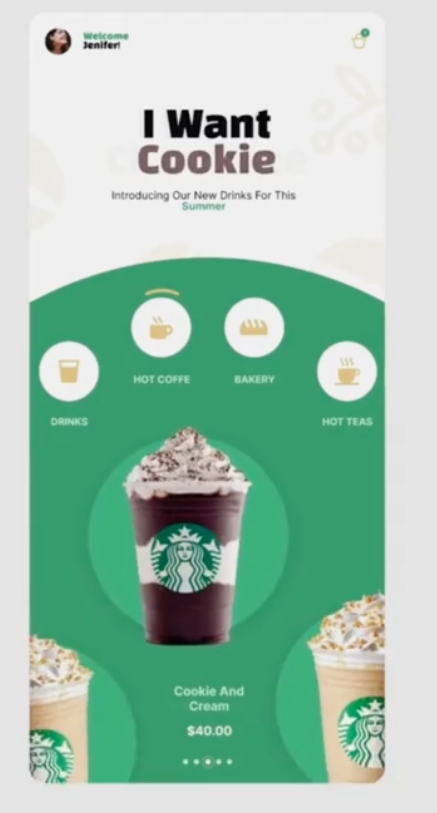 Welcome
Jenifer!
I Want
Cookie
Introducing Our New Drinks For This
Summer
HOT COFFE
BAKERY
DRINKS
HOT TEAS
Cookie And
Cream
$40.00